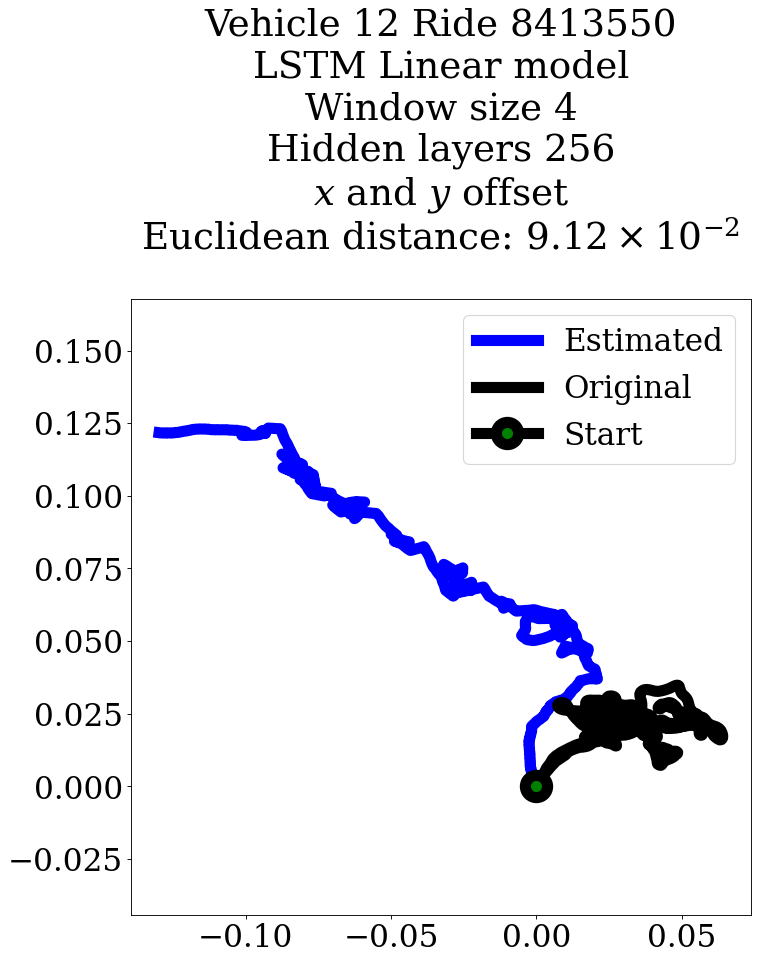 Vehicle 12 Ride 8413550
LSTM Linear model
Window size 4
Hidden layers 256
x and y offset
Euclidean distance: 9.12 × 10⁻²
Estimated
Original
Start
0.150
0.125
0.100
0.075
0.050
0.025
0.000
−0.025
−0.10
−0.05
0.00
0.05